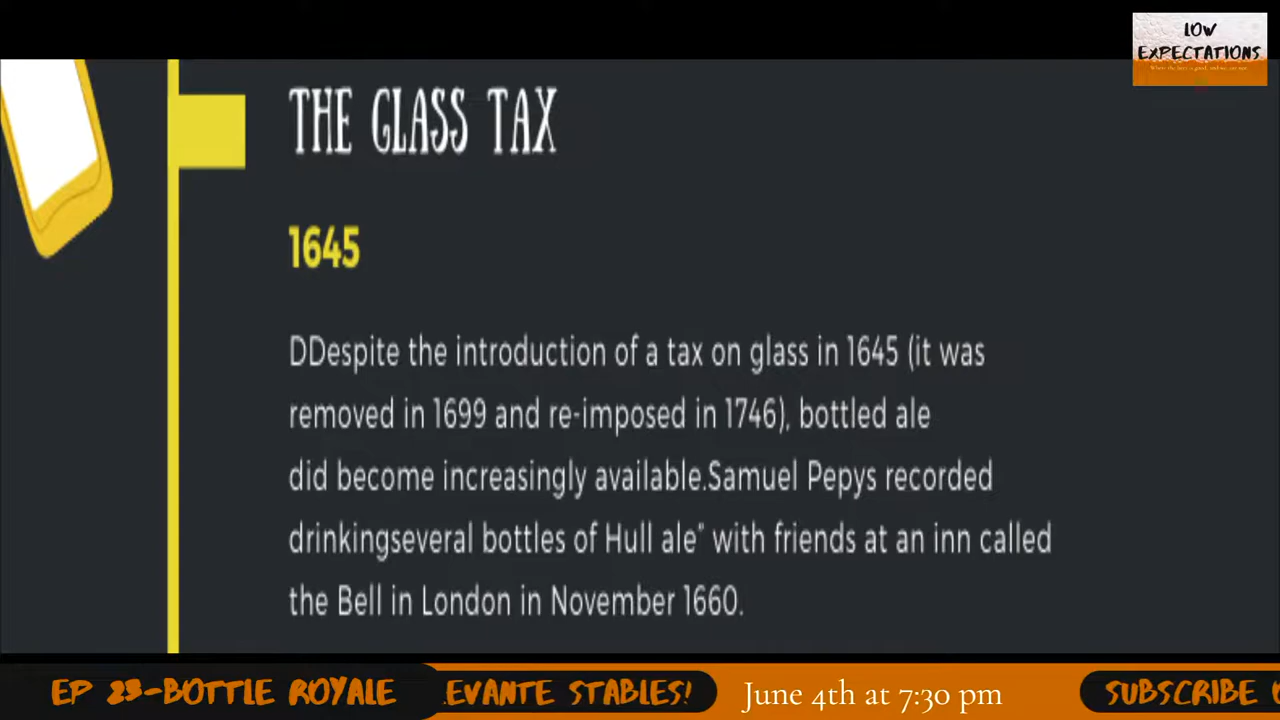 LOW
EXPECTATIONS
THE GLASS TAX
1645
DDespite the introduction of a tax on glass in 1645 (it was
removed in 1699 and re-imposed in 1746), bottled ale
did become increasingly available.Samuel Pepys recorded
drinkingseveral bottles of Hull ale” with friends at an inn called
the Bell in London in November 1660.
EP 23-BOTTLE ROYALE EVANTE STABLES! June 4th at 7:30 pm SUBSCRIBE